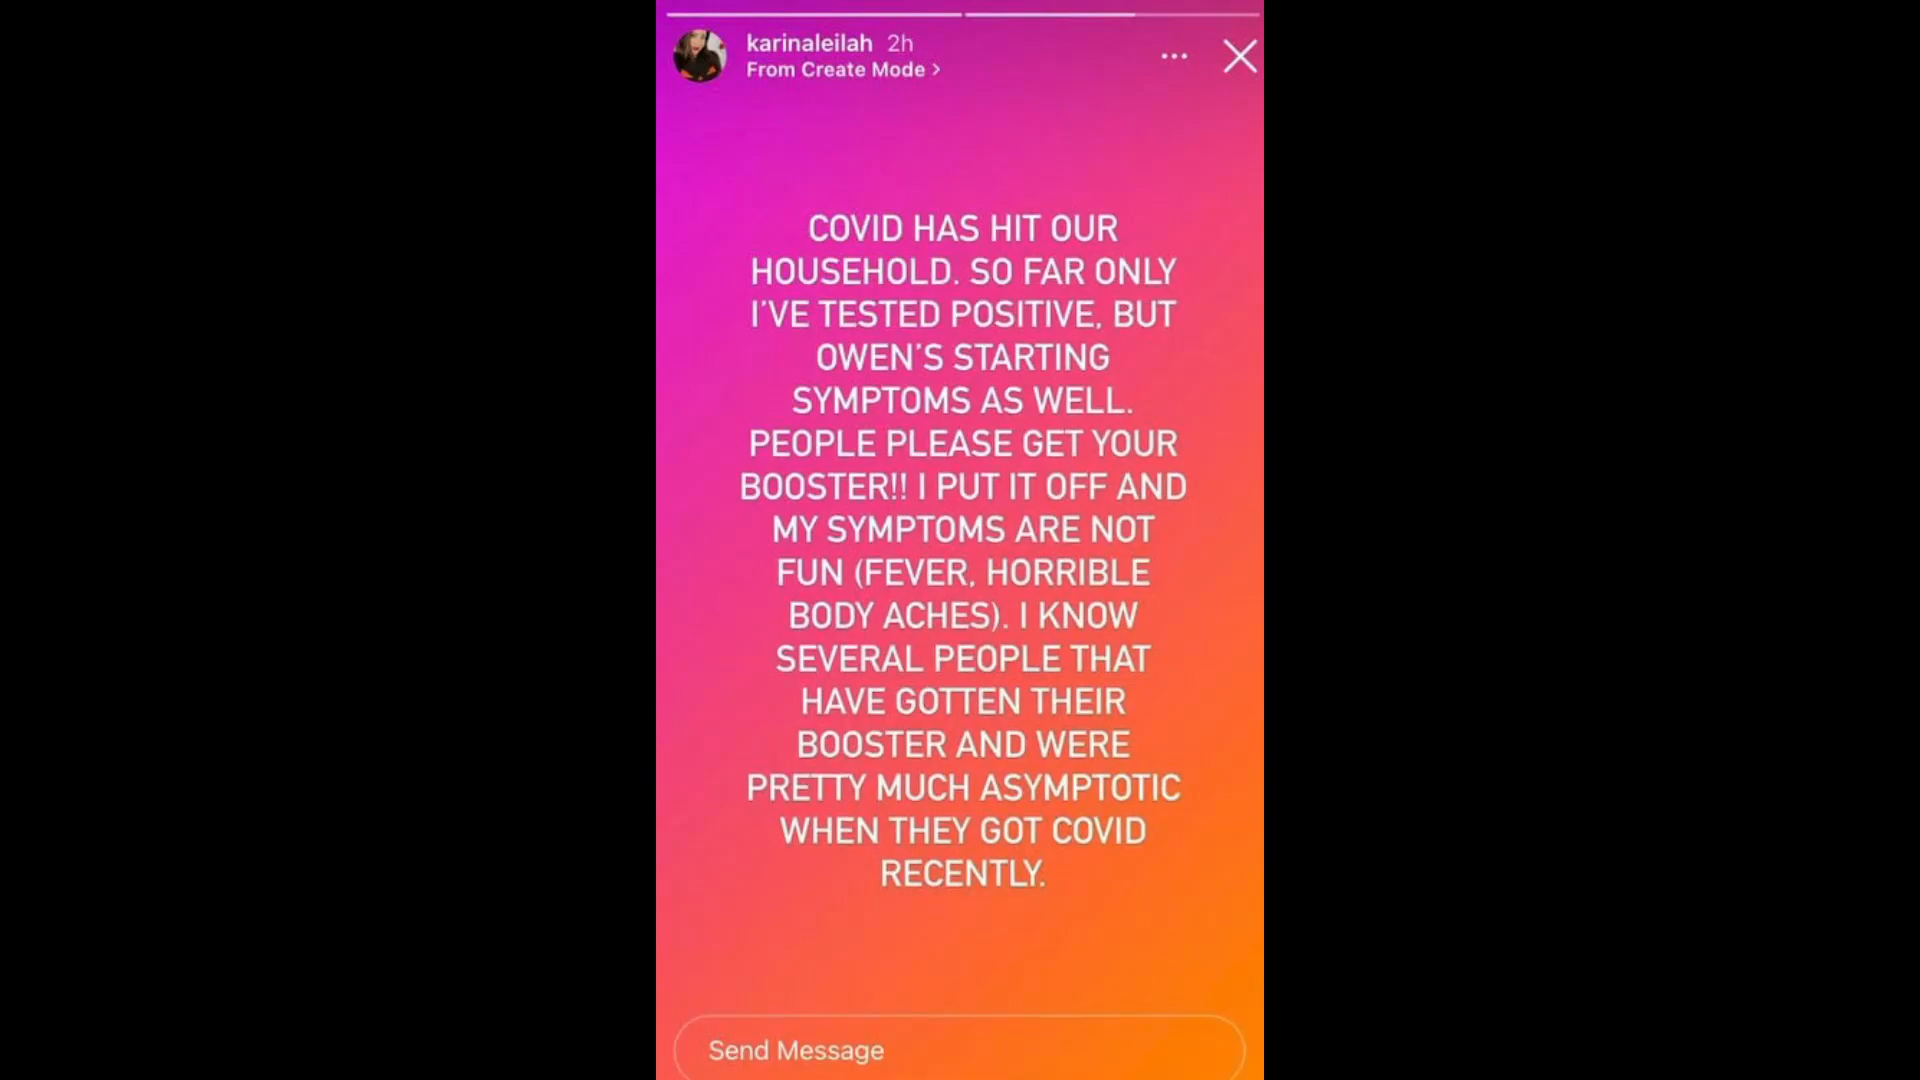 karinaleilah 2h
From Create Mode >
COVID HAS HIT OUR
HOUSEHOLD. SO FAR ONLY
I'VE TESTED POSITIVE, BUT
OWEN'S STARTING
SYMPTOMS AS WELL.
PEOPLE PLEASE GET YOUR
BOOSTER!! I PUT IT OFF AND
MY SYMPTOMS ARE NOT
FUN (FEVER, HORRIBLE
BODY ACHES). I KNOW
SEVERAL PEOPLE THAT
HAVE GOTTEN THEIR
BOOSTER AND WERE
PRETTY MUCH ASYMPTOTIC
WHEN THEY GOT COVID
RECENTLY.
Send Message